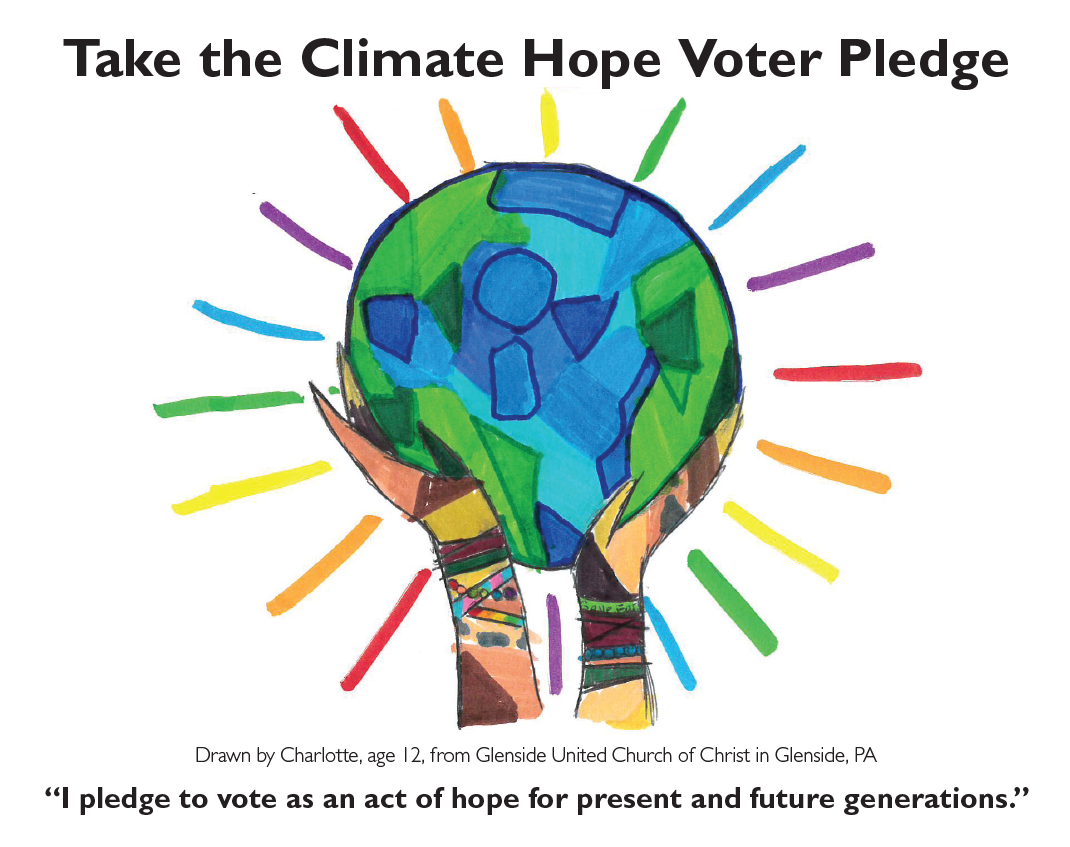 Take the Climate Hope Voter Pledge
Save
Drawn by Charlotte, age 12, from Glenside United Church of Christ in Glenside, PA
“I pledge to vote as an act of hope for present and future generations.”